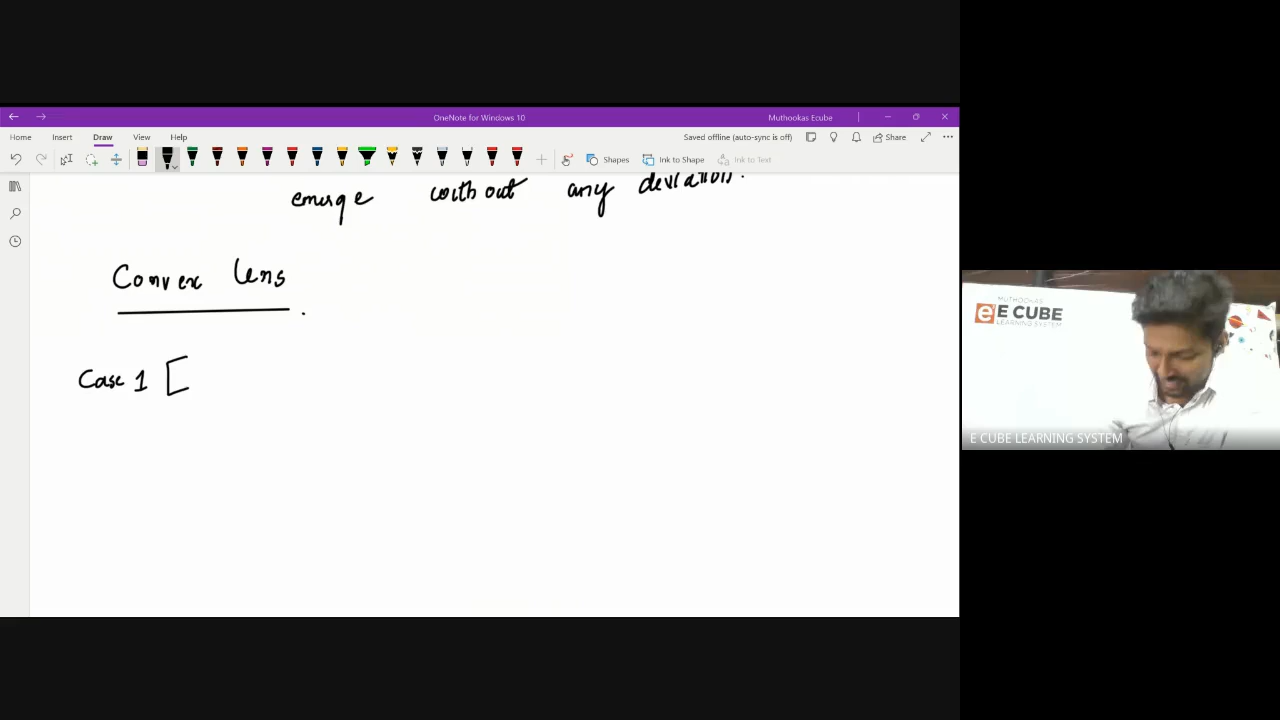 OneNote for Windows 10
Muthookas Ecube
Home Insert Draw View Help
Saved offline (auto-sync is off)
Share
Shapes
Ink to Shape
Ink to Text
emerge without any deviation.
Convex lens
Case 1 [
MUTHOOKAS
e E CUBE
LEARNING SYSTEM
E CUBE LEARNING SYSTEM